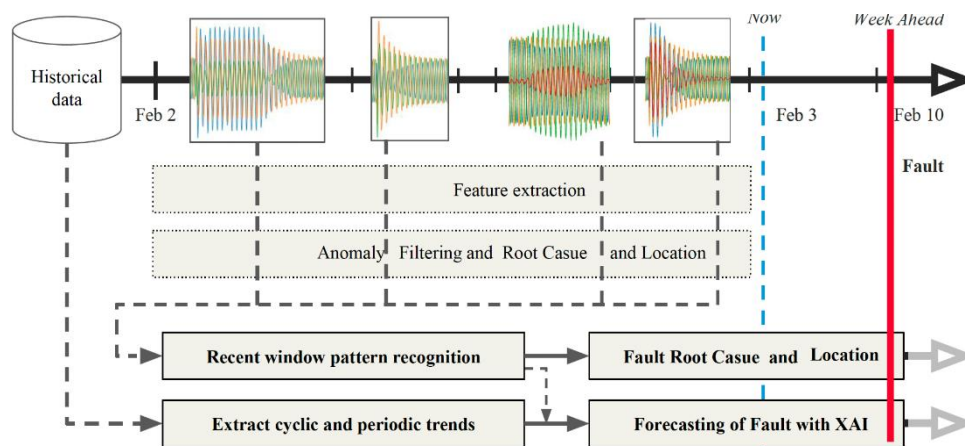 Now
Week Ahead
Historical
data
Feb 2
Feb 3
Feb 10
Fault
Feature extraction
Anomaly Filtering and Root Casue and Location
Recent window pattern recognition
Fault Root Casue and Location
Extract cyclic and periodic trends
Forecasting of Fault with XAI